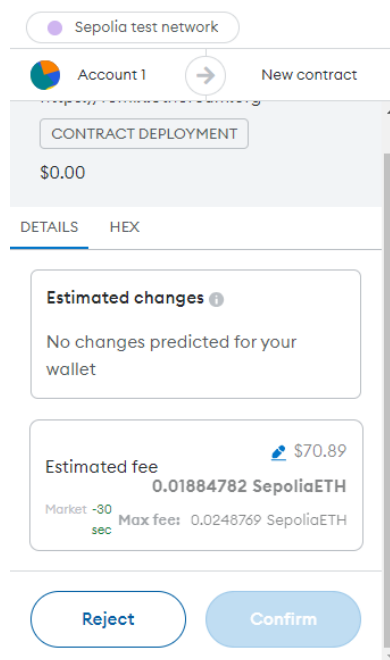 Sepolia test network
Account 1
New contract
CONTRACT DEPLOYMENT
$0.00
DETAILS HEX
Estimated changes
No changes predicted for your
wallet
$70.89
Estimated fee
0.01884782 SepoliaETH
Market -30
sec
Max fee: 0.0248769 SepoliaETH
Reject
Confirm